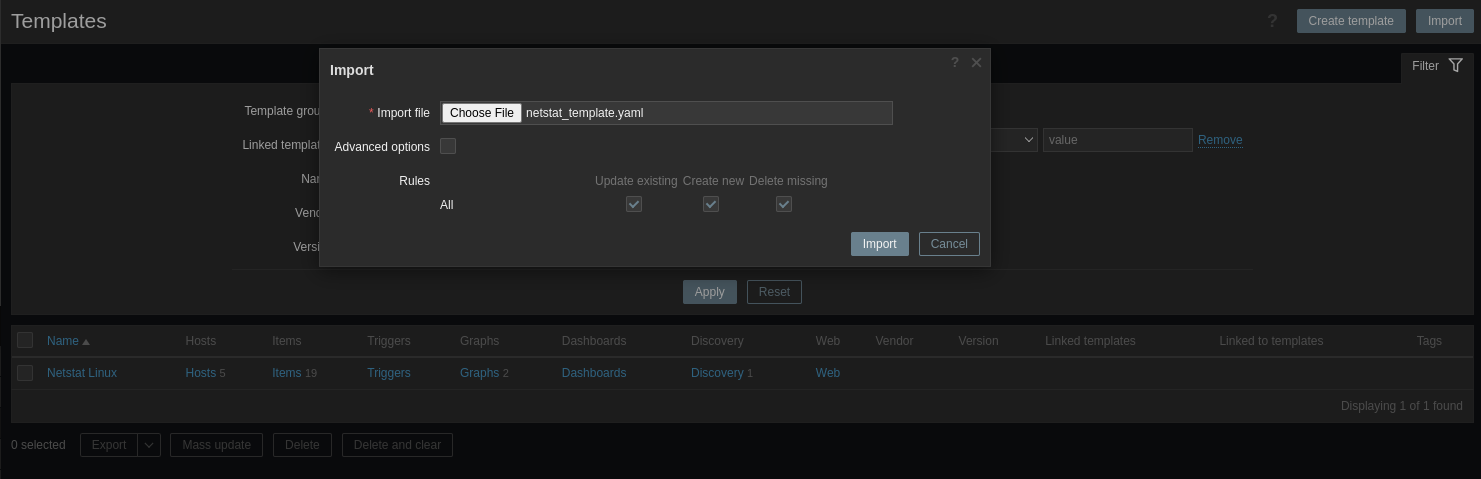 Templates
? Create template Import
Import ? ×
Filter
* Import file Choose File netstat_template.yaml
Template grou
Linked templat
value Remove
Advanced options
Nam
Rules Update existing Create new Delete missing
All
Vend
Versi
Import Cancel
Apply Reset
Name Hosts Items Triggers Graphs Dashboards Discovery Web Vendor Version Linked templates Linked to templates Tags
Netstat Linux Hosts 5 Items 19 Triggers Graphs 2 Dashboards Discovery 1 Web
Displaying 1 of 1 found
0 selected Export Mass update Delete Delete and clear